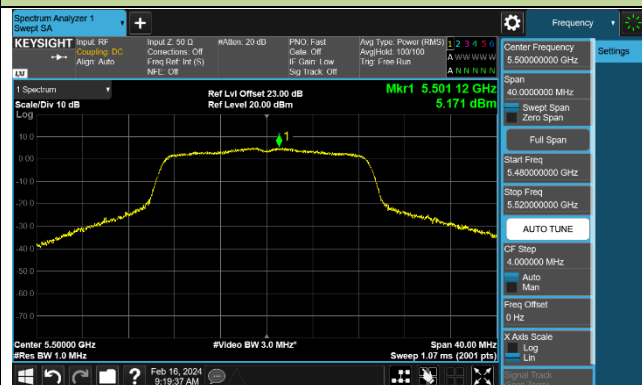 Spectrum Analyzer 1
Swept SA
+
Frequency
KEYSIGHT
Input: RF
Coupling: DC
Align: Auto
Input Z: 50 Ω
Corrections: Off
Freq Ref: Int (S)
NFE: Off
#Atten: 20 dB
PNO: Fast
Gate: Off
IF Gain: Low
Sig Track: Off
Avg Type: Power (RMS)
Avg|Hold: 100/100
Trig: Free Run
1 2 3 4 5 6
A W W W W W
A N N N N N
LXI
1 Spectrum
Scale/Div 10 dB
Log
Ref Lvl Offset 23.00 dB
Ref Level 20.00 dBm
Mkr1 5.501 12 GHz
5.171 dBm
1
10.0
0.00
-10.0
-20.0
-30.0
-40.0
-50.0
-60.0
-70.0
Center 5.50000 GHz
#Res BW 1.0 MHz
#Video BW 3.0 MHz*
Span 40.00 MHz
Sweep 1.07 ms (2001 pts)
Center Frequency
5.500000000 GHz
Settings
Span
40.0000000 MHz
Swept Span
Zero Span
Full Span
Start Freq
5.480000000 GHz
Stop Freq
5.520000000 GHz
AUTO TUNE
CF Step
4.000000 MHz
Auto
Man
Freq Offset
0 Hz
X Axis Scale
Log
Lin
Signal Track
Feb 16, 2024
9:19:37 AM